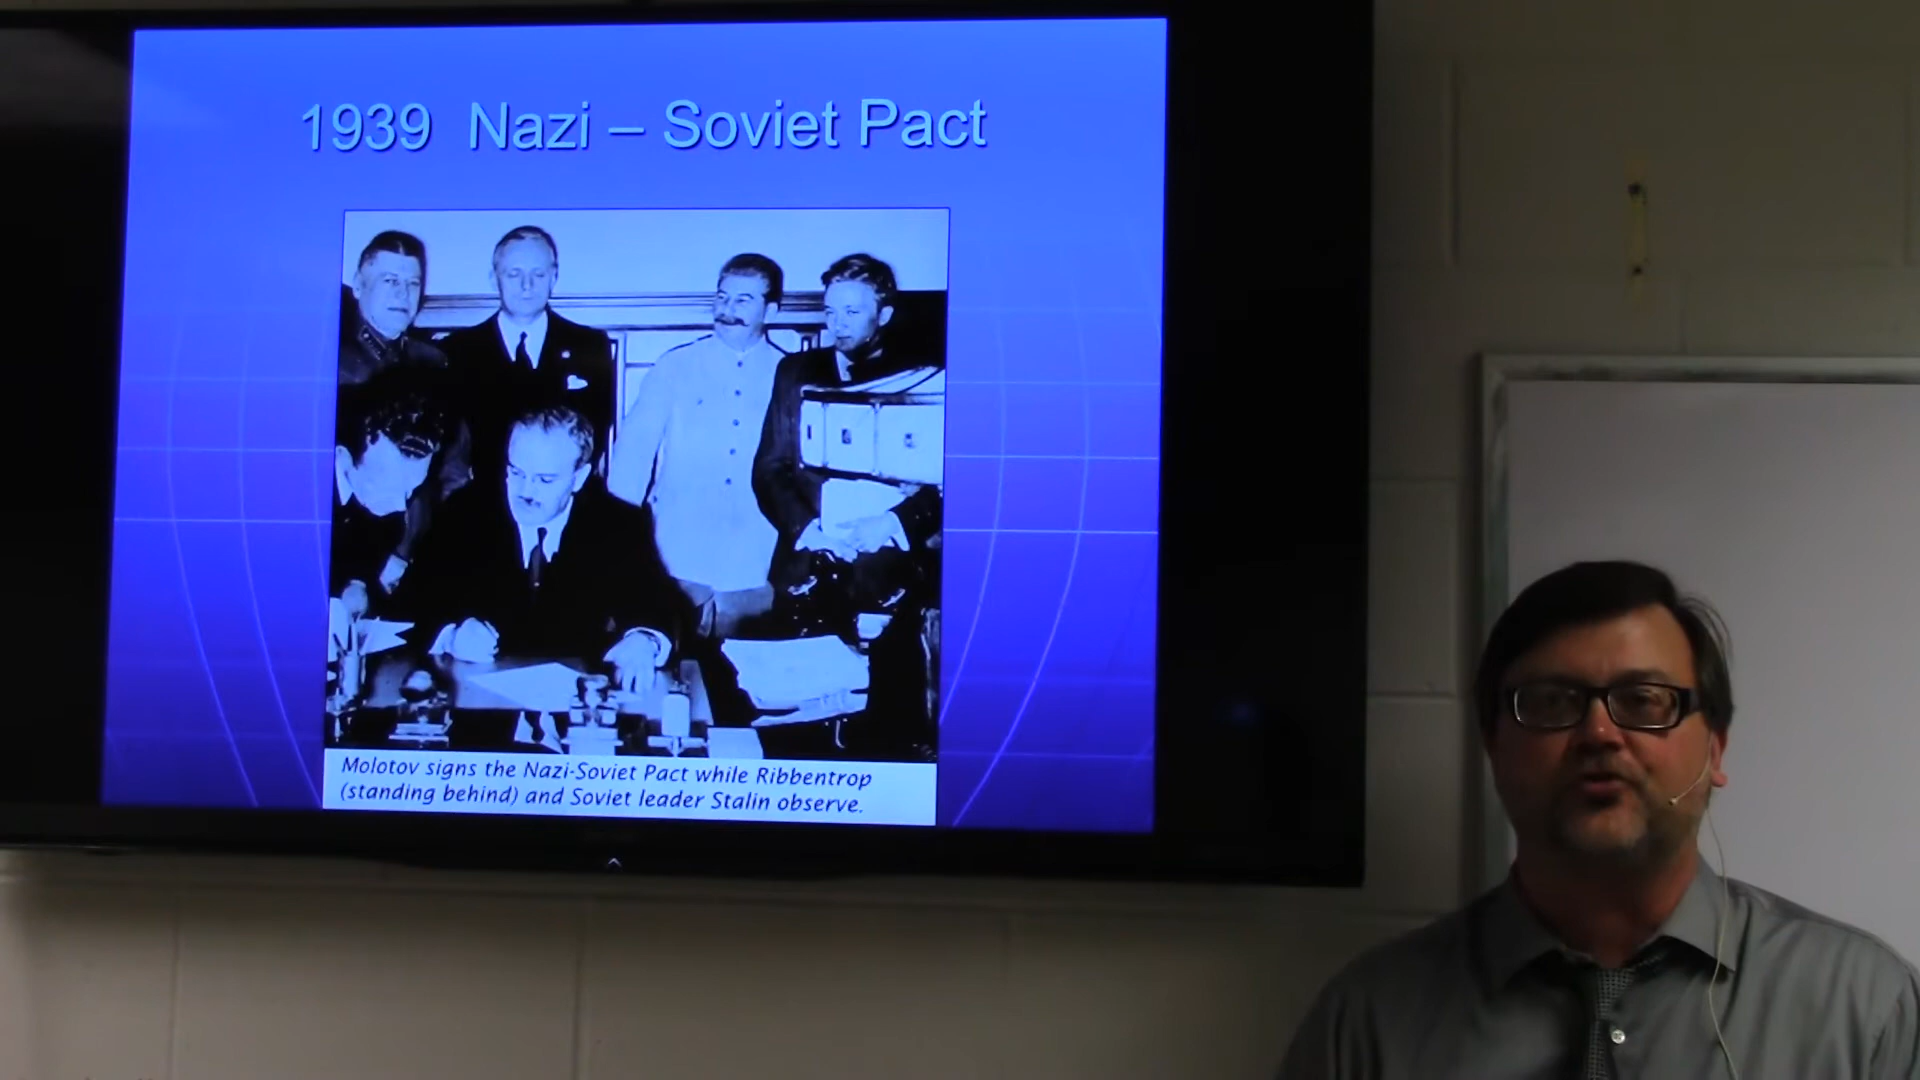 1939 Nazi – Soviet Pact
Molotov signs the Nazi-Soviet Pact while Ribbentrop
(standing behind) and Soviet leader Stalin observe.